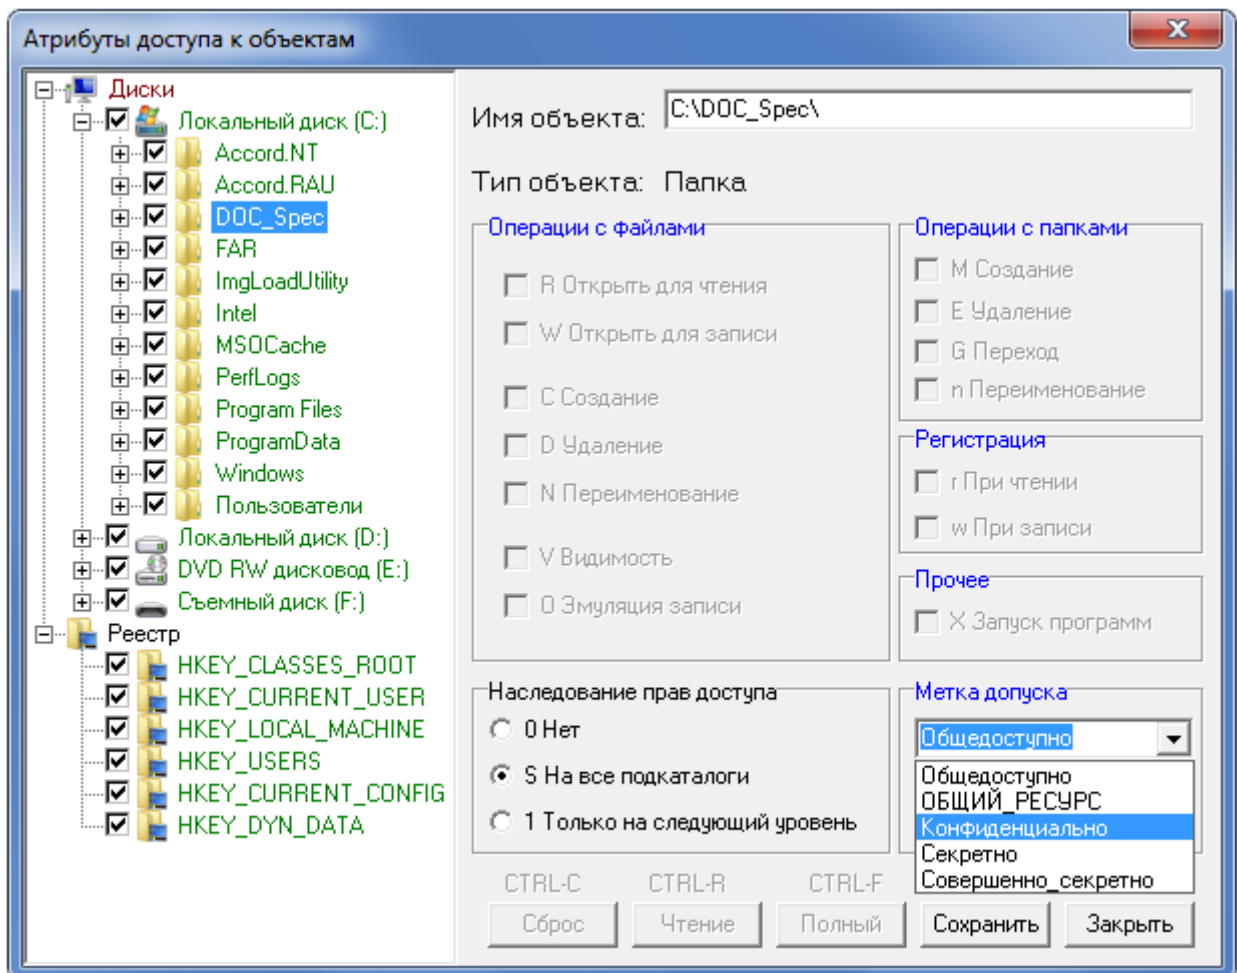 Атрибуты доступа к объектам
Диски
Локальный диск (C:)
Accord.NT
Accord.RAU
DOC_Spec
FAR
ImgLoadUtility
Intel
MSOCache
PerfLogs
Program Files
ProgramData
Windows
Пользователи
Локальный диск (D:)
DVD RW дисковод (E:)
Съемный диск (F:)
Реестр
HKEY_CLASSES_ROOT
HKEY_CURRENT_USER
HKEY_LOCAL_MACHINE
HKEY_USERS
HKEY_CURRENT_CONFIG
HKEY_DYN_DATA
Имя объекта: C:\DOC_Spec\
Тип объекта: Папка
Операции с файлами
R Открыть для чтения
W Открыть для записи
C Создание
D Удаление
N Переименование
V Видимость
O Эмуляция записи
Операции с папками
M Создание
E Удаление
G Переход
n Переименование
Регистрация
r При чтении
w При записи
Прочее
X Запуск программ
Наследование прав доступа
0 Нет
S На все подкаталоги
1 Только на следующий уровень
Метка допуска
Общедоступно
Общедоступно
ОБЩИЙ_РЕСУРС
Конфиденциально
Секретно
Совершенно_секретно
CTRL-C CTRL-R CTRL-F
Сброс Чтение Полный Сохранить Закрыть